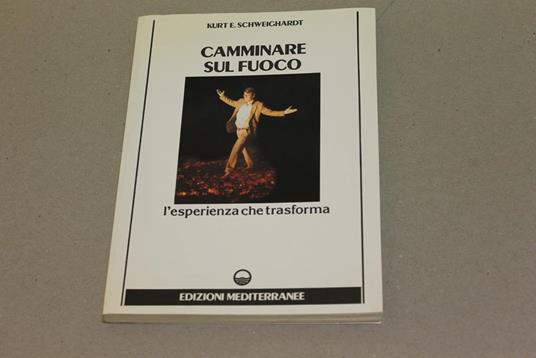 KURT E. SCHWEIGHARDT
CAMMINARE
SUL FUOCO
l'esperienza che trasforma
EDIZIONI MEDITERRANEE